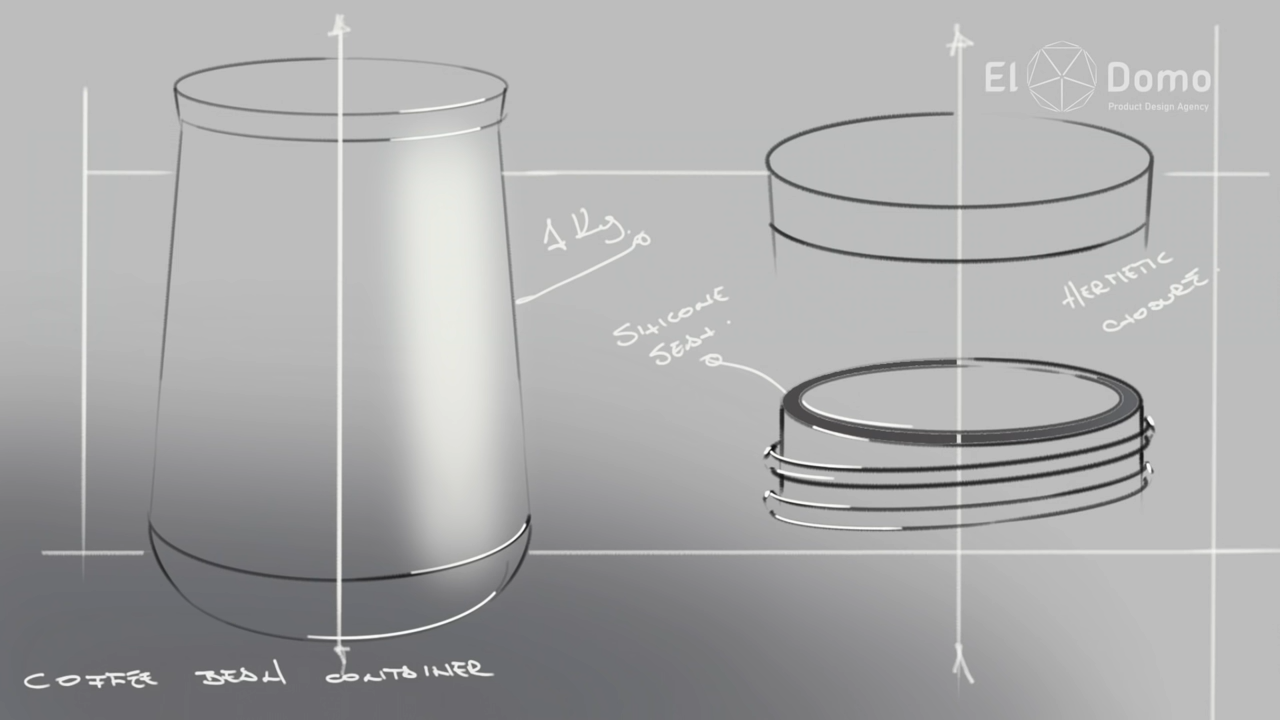 El Domo
Product Design Agency
1 Kg.
SILICONE
SEAL.
HERMETIC
CLOSURE.
COFFEE BEAN CONTAINER